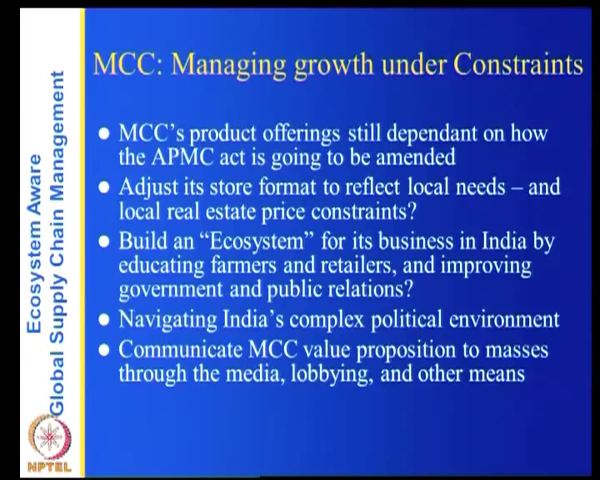 MCC: Managing growth under Constraints
● MCC's product offerings still dependant on how
the APMC act is going to be amended
● Adjust its store format to reflect local needs – and
local real estate price constraints?
● Build an “Ecosystem” for its business in India by
educating farmers and retailers, and improving
government and public relations?
● Navigating India's complex political environment
● Communicate MCC value proposition to masses
through the media, lobbying, and other means
Ecosystem Aware
Global Supply Chain Management
NPTEL